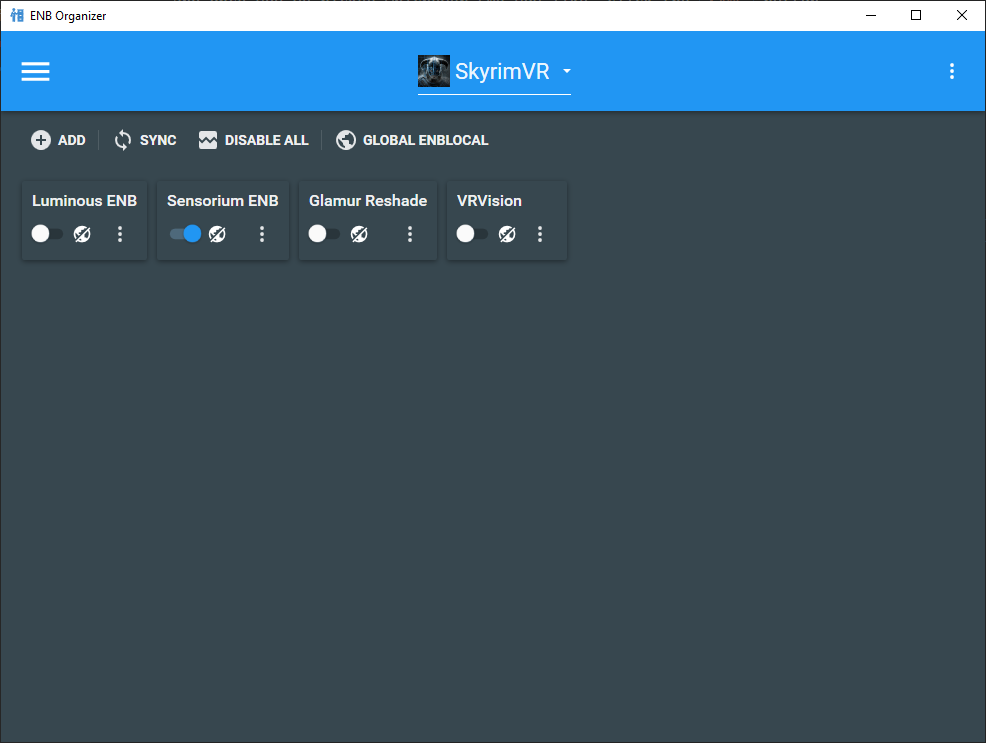 ENB Organizer
SkyrimVR
ADD SYNC DISABLE ALL GLOBAL ENBLOCAL
Luminous ENB Sensorium ENB Glamur Reshade VRVision